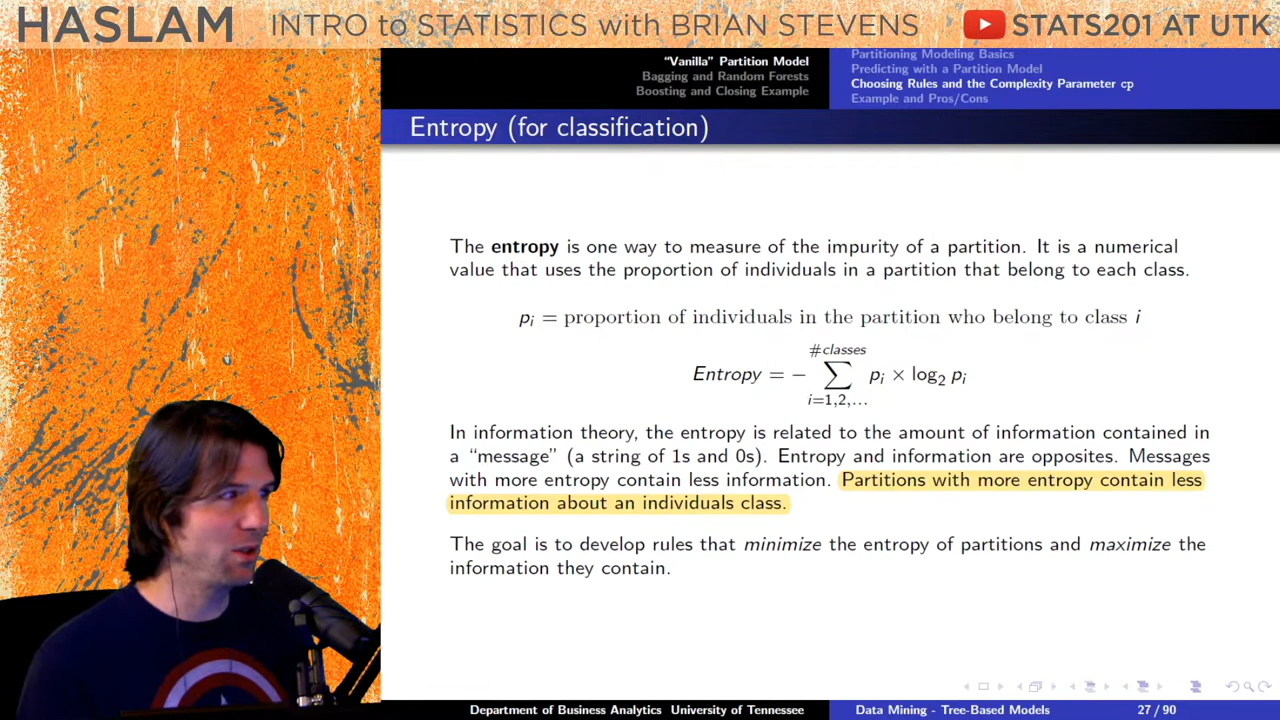 HASLAM INTRO to STATISTICS with BRIAN STEVENS STATS201 AT UTK
"Vanilla" Partition Model
Bagging and Random Forests
Boosting and Closing Example
Partitioning Modeling Basics
Predicting with a Partition Model
Choosing Rules and the Complexity Parameter cp
Example and Pros/Cons
Entropy (for classification)
The entropy is one way to measure of the impurity of a partition. It is a numerical
value that uses the proportion of individuals in a partition that belong to each class.
pᵢ = proportion of individuals in the partition who belong to class i
#classes
Entropy = − ∑ pᵢ × log₂ pᵢ
i=1,2,...
In information theory, the entropy is related to the amount of information contained in
a "message" (a string of 1s and 0s). Entropy and information are opposites. Messages
with more entropy contain less information. Partitions with more entropy contain less
information about an individuals class.
The goal is to develop rules that minimize the entropy of partitions and maximize the
information they contain.
Department of Business Analytics University of Tennessee Data Mining - Tree-Based Models 27 / 90